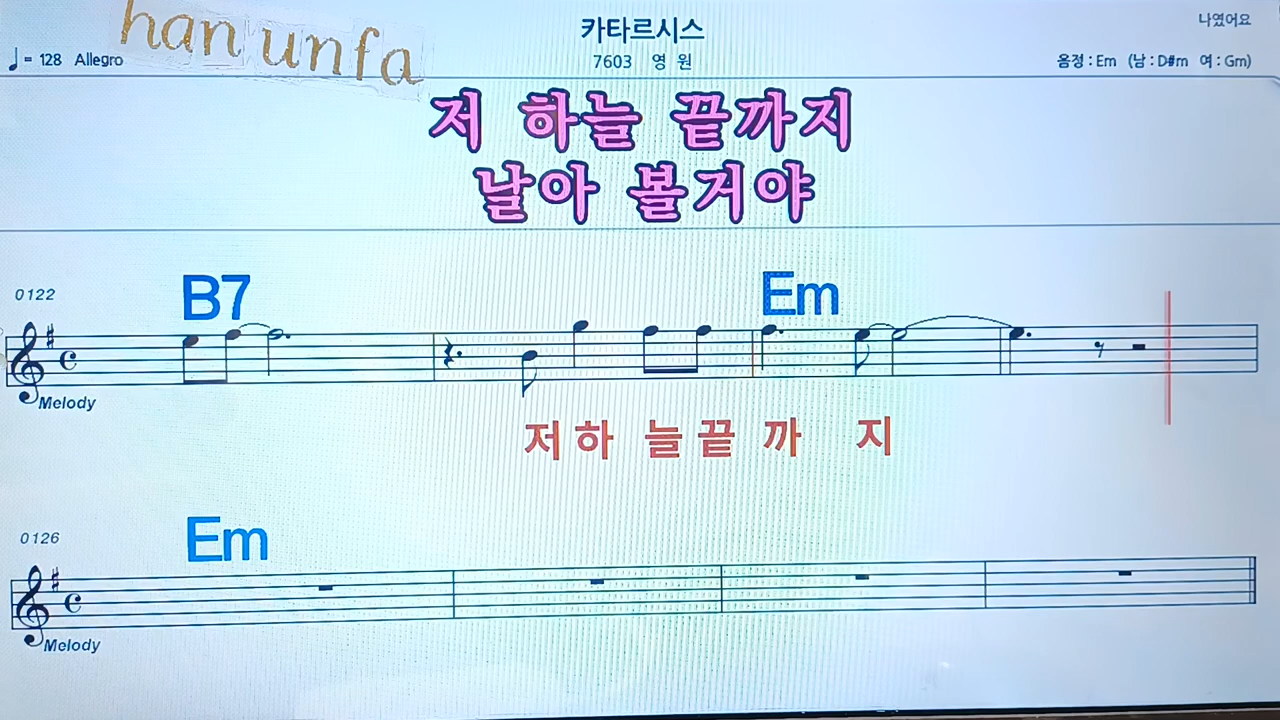 han unfa
카타르시스
나였어요
♩= 128 Allegro
7603 영 원
음정 : Em (남 : D#m 여 : Gm)
저 하늘 끝까지
날아 볼거야
0122
B7 Em
Melody
저하 늘끝 까 지
0126
Em
Melody